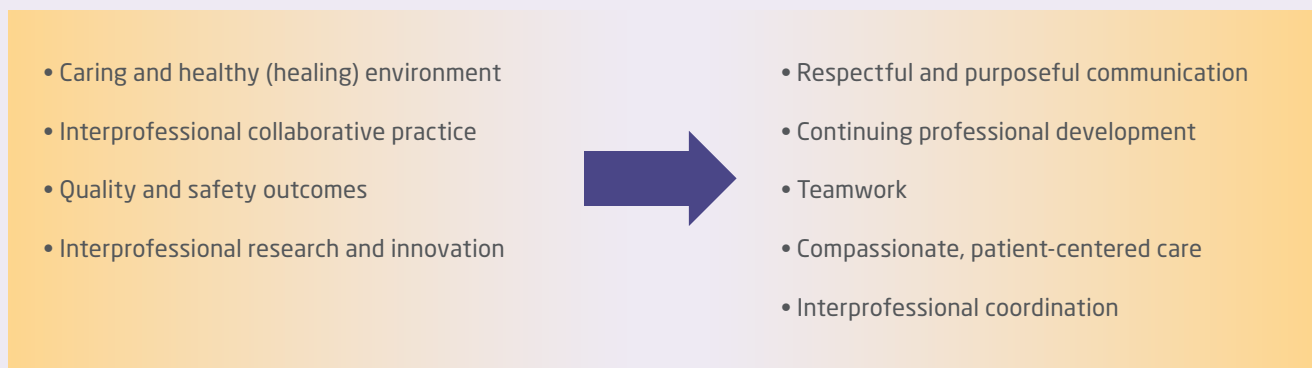 • Caring and healthy (healing) environment
• Interprofessional collaborative practice
• Quality and safety outcomes
• Interprofessional research and innovation
• Respectful and purposeful communication
• Continuing professional development
• Teamwork
• Compassionate, patient-centered care
• Interprofessional coordination